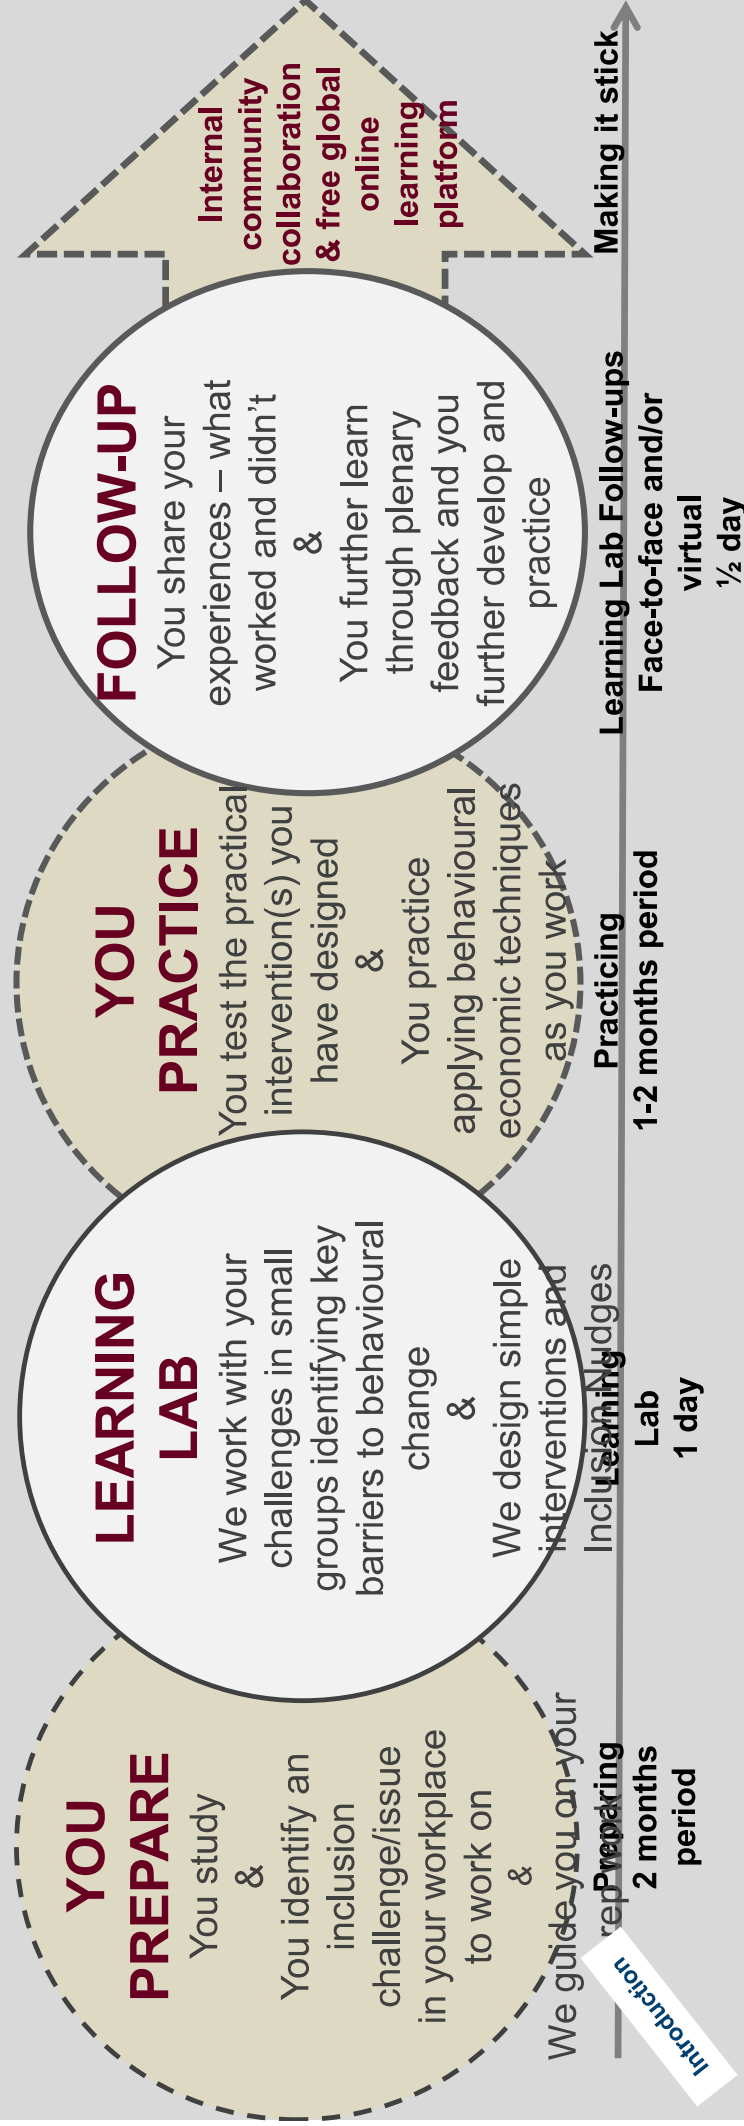 YOU
PREPARE
You study
&
You identify an
inclusion
challenge/issue
in your workplace
to work on
&
We guide you on your
prep work
LEARNING
LAB
We work with your
challenges in small
groups identifying key
barriers to behavioural
change
&
We design simple
interventions and
Inclusion Nudges
YOU
PRACTICE
You test the practical
intervention(s) you
have designed
&
You practice
applying behavioural
economic techniques
as you work
FOLLOW-UP
You share your
experiences – what
worked and didn’t
&
You further learn
through plenary
feedback and you
further develop and
practice
Internal
community
collaboration
& free global
online
learning
platform
Introduction
Preparing
2 months
period
Learning
Lab
1 day
Practicing
1-2 months period
Learning Lab Follow-ups
Face-to-face and/or
virtual
½ day
Making it stick